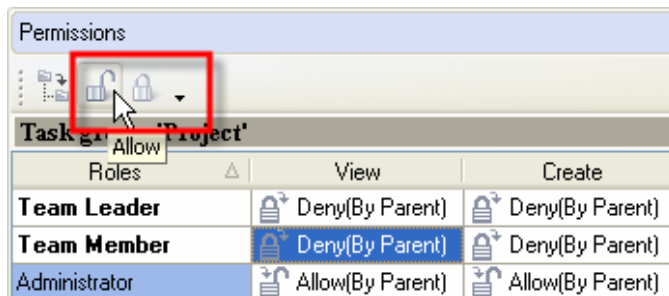 Permissions
Task gr 'Project'
Allow
Roles View Create
Team Leader Deny(By Parent) Deny(By Parent)
Team Member Deny(By Parent) Deny(By Parent)
Administrator Allow(By Parent) Allow(By Parent)